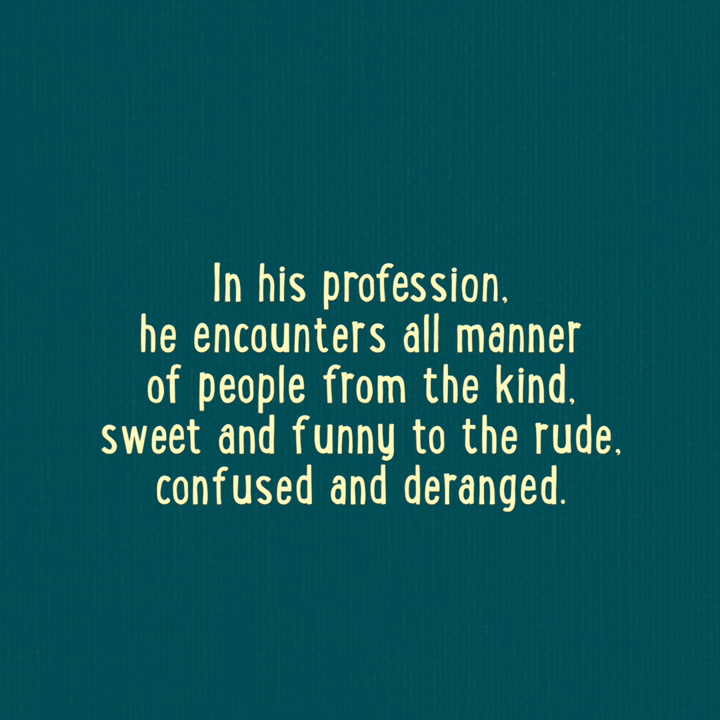 In his profession,
he encounters all manner
of people from the kind,
sweet and funny to the rude,
confused and deranged.